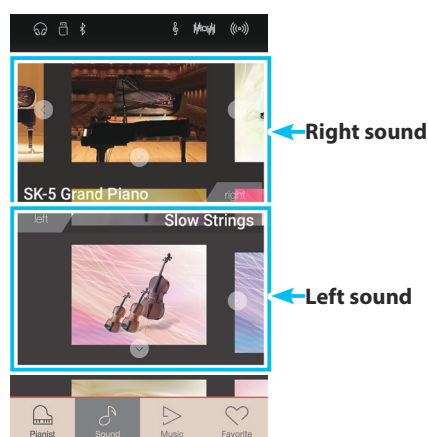 Right sound
SK-5 Grand Piano
right
left
Slow Strings
Left sound
Pianist
Sound
Music
Favorite